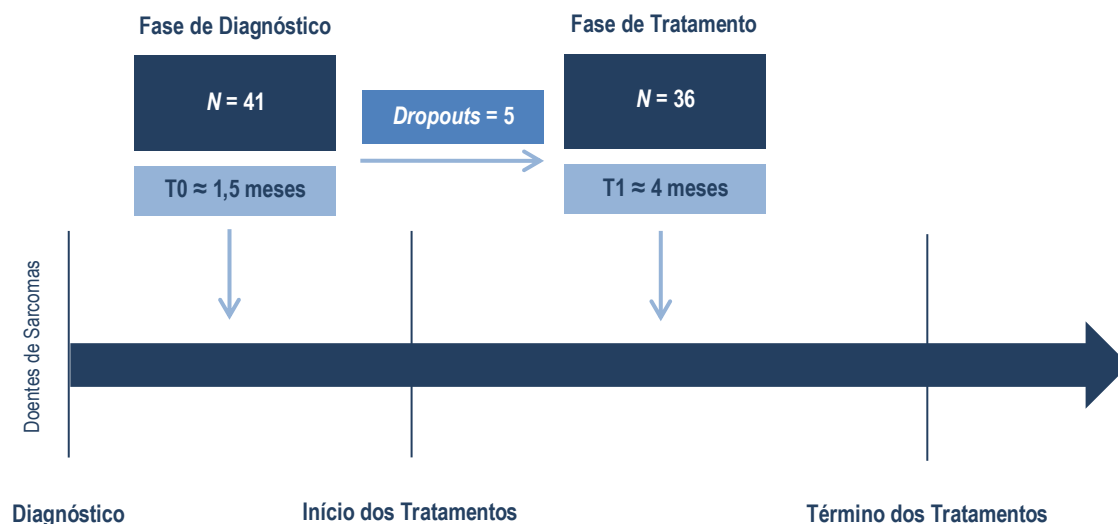 Fase de Diagnóstico
Fase de Tratamento
N = 41
Dropouts = 5
N = 36
T0 ≈ 1,5 meses
T1 ≈ 4 meses
Doentes de Sarcomas
Diagnóstico
Início dos Tratamentos
Término dos Tratamentos